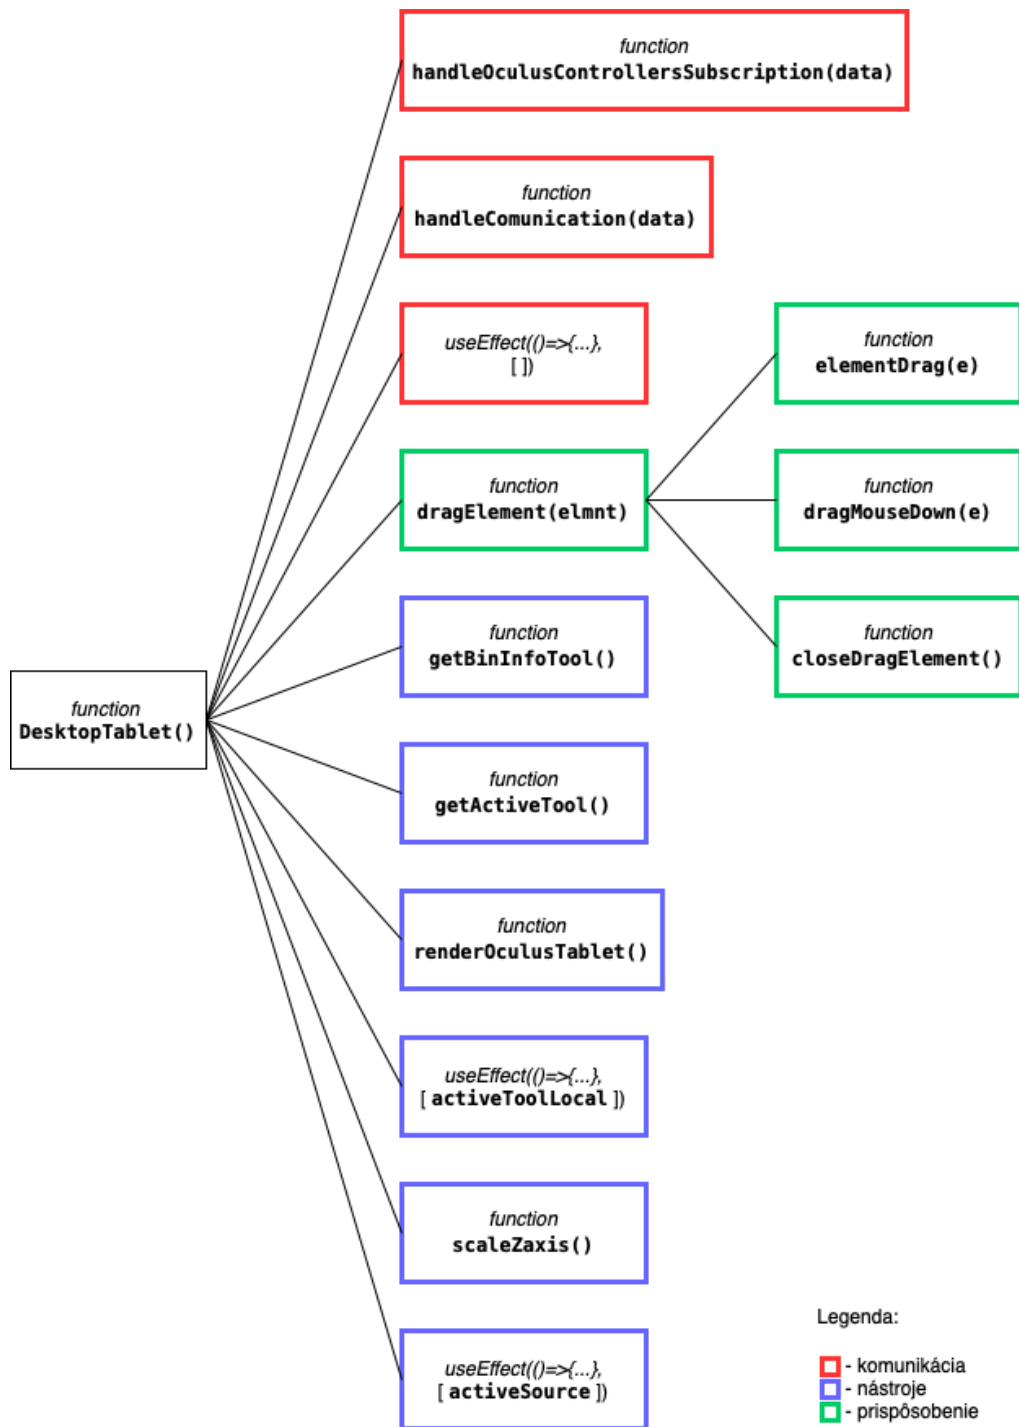 function
handleOculusControllersSubscription(data)
function
handleComunication(data)
useEffect(()=>{...},
[ ])
function
elementDrag(e)
function
dragElement(elmnt)
function
dragMouseDown(e)
function
getBinInfoTool()
function
closeDragElement()
function
DesktopTablet()
function
getActiveTool()
function
renderOculusTablet()
useEffect(()=>{...},
[ activeToolLocal ])
function
scaleZaxis()
useEffect(()=>{...},
[ activeSource ])
Legenda:
- komunikácia
- nástroje
- prispôsobenie